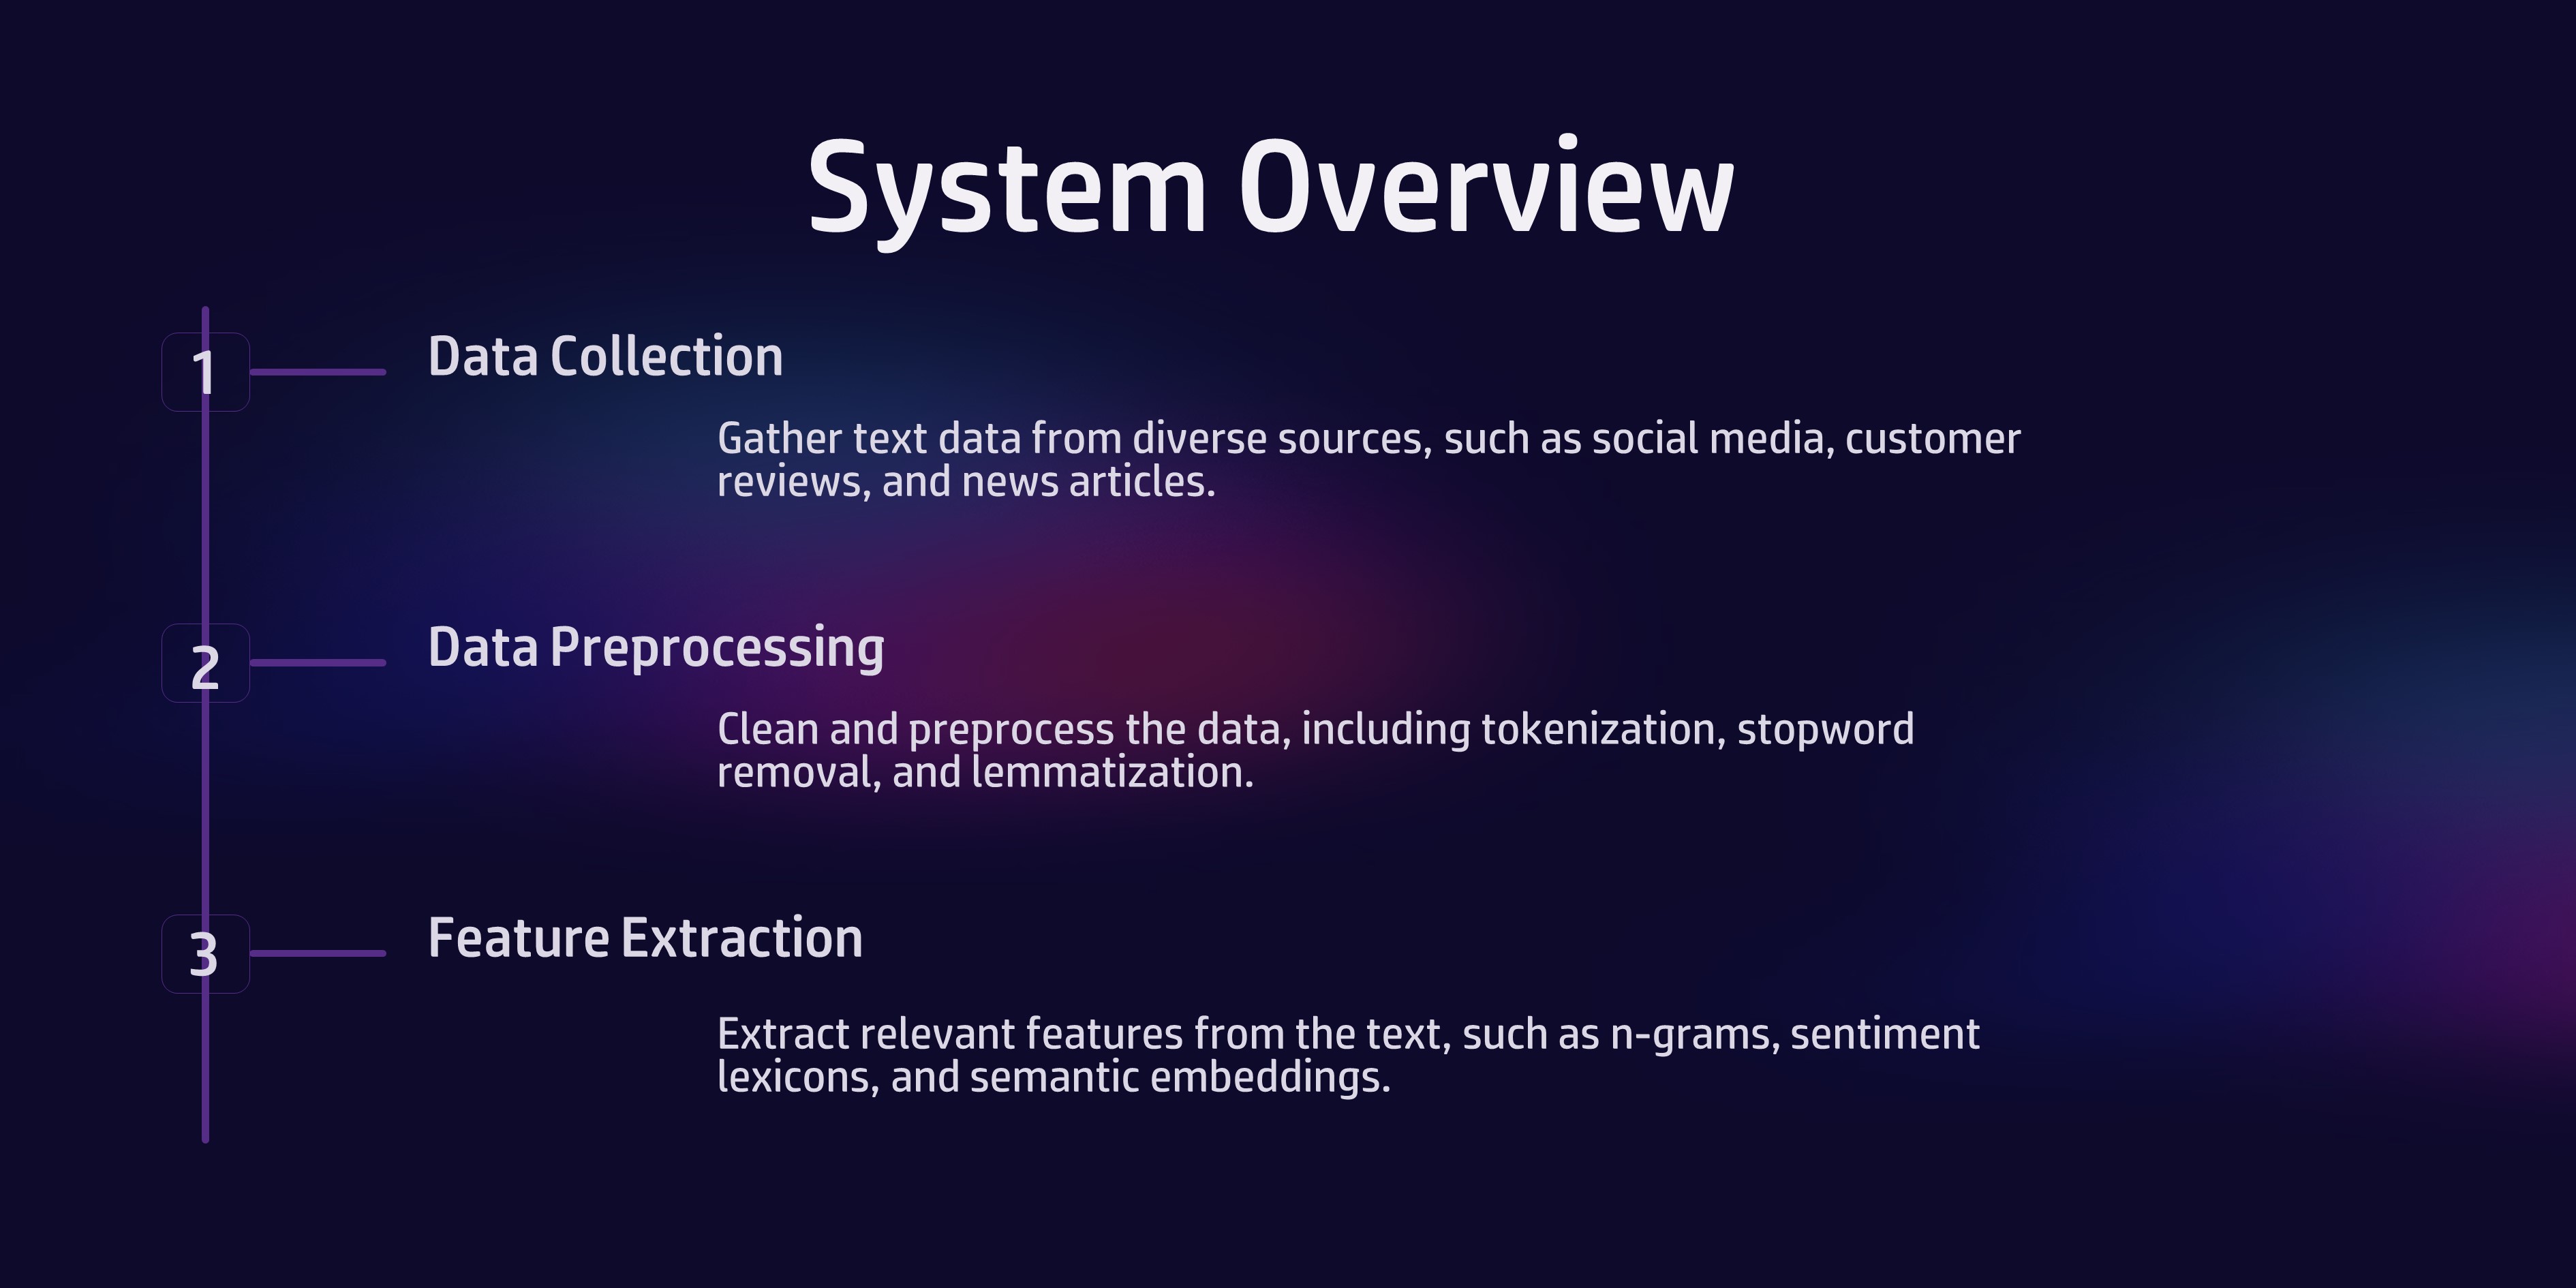 System Overview
1
Data Collection
Gather text data from diverse sources, such as social media, customer
reviews, and news articles.
2
Data Preprocessing
Clean and preprocess the data, including tokenization, stopword
removal, and lemmatization.
3
Feature Extraction
Extract relevant features from the text, such as n-grams, sentiment
lexicons, and semantic embeddings.